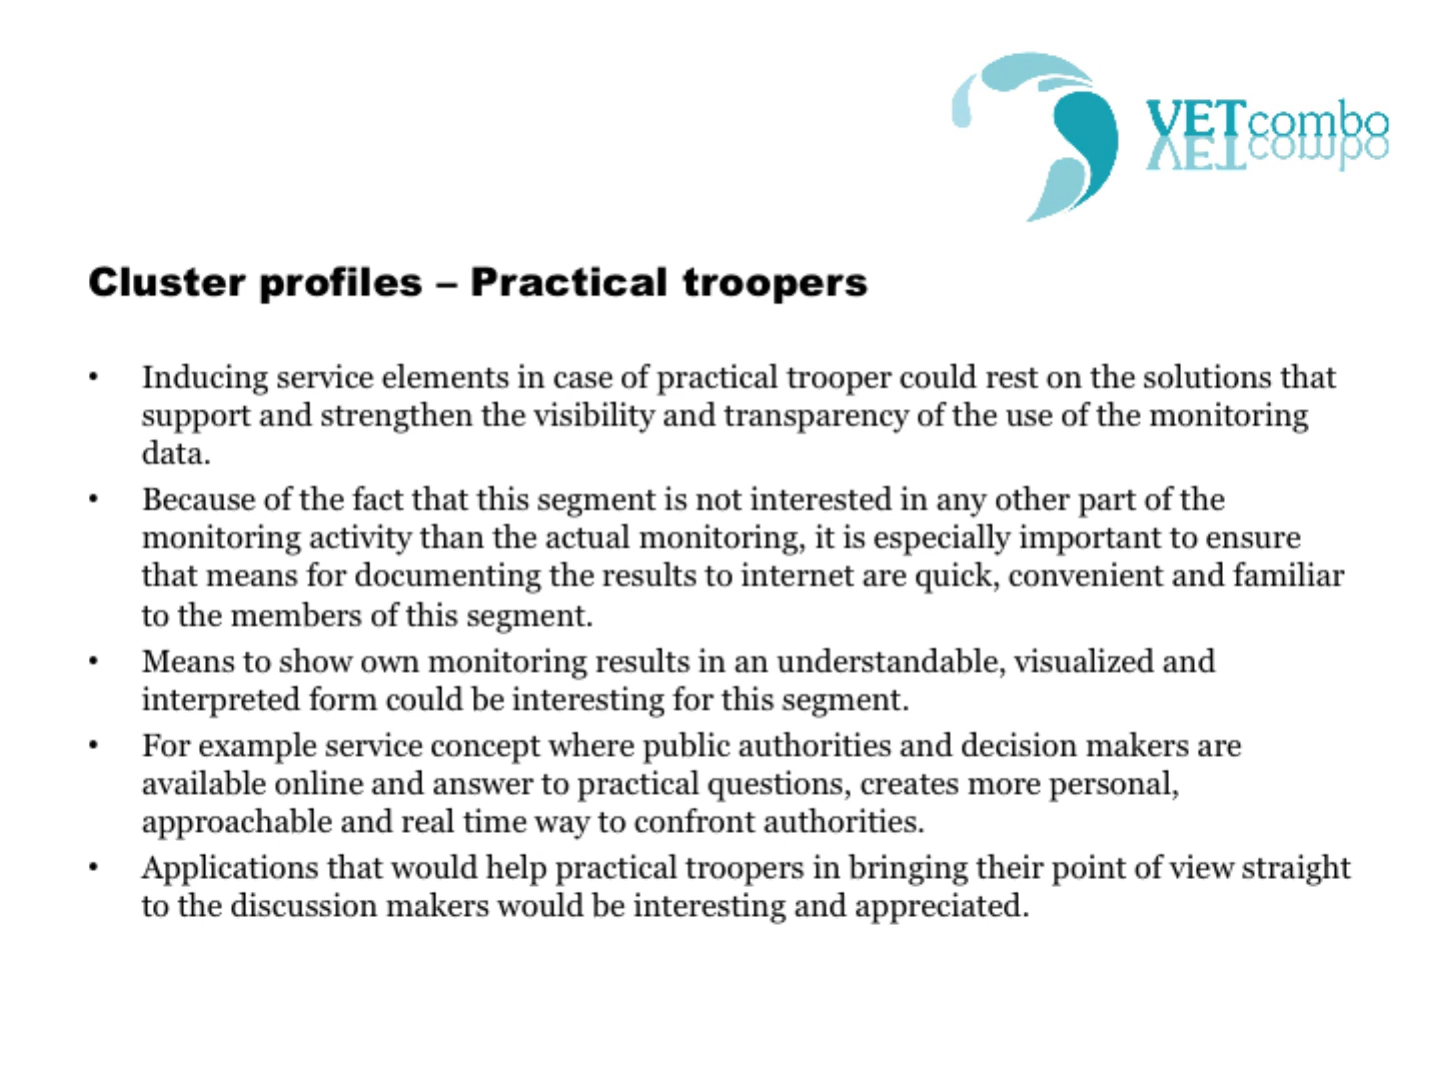 VETcombo
Cluster profiles – Practical troopers
• Inducing service elements in case of practical trooper could rest on the solutions that
support and strengthen the visibility and transparency of the use of the monitoring
data.
• Because of the fact that this segment is not interested in any other part of the
monitoring activity than the actual monitoring, it is especially important to ensure
that means for documenting the results to internet are quick, convenient and familiar
to the members of this segment.
• Means to show own monitoring results in an understandable, visualized and
interpreted form could be interesting for this segment.
• For example service concept where public authorities and decision makers are
available online and answer to practical questions, creates more personal,
approachable and real time way to confront authorities.
• Applications that would help practical troopers in bringing their point of view straight
to the discussion makers would be interesting and appreciated.